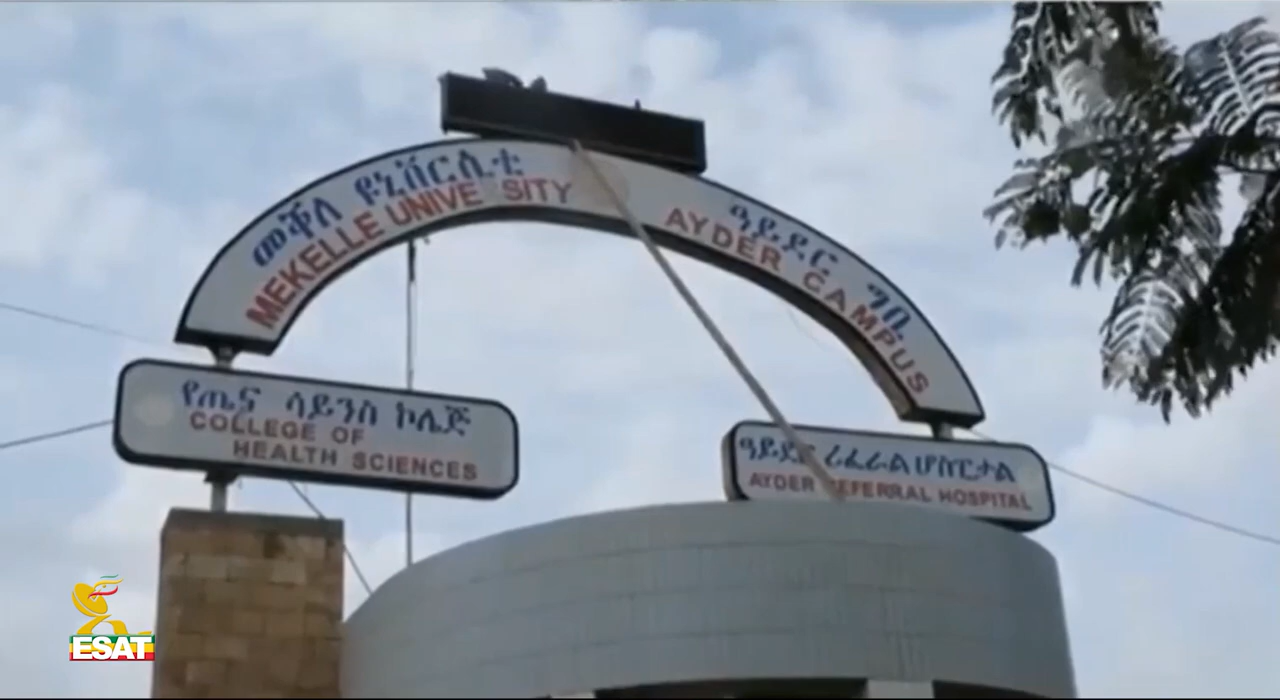 መቐለ ዩኒቨርሲቲ
MEKELLE UNIVE SITY
ዓይደር ግቢ
AYDER CAMPUS
የጤና ሳይንስ ኮሌጅ
COLLEGE OF
HEALTH SCIENCES
ዓይደር ሪፈራል ሆስፒታል
AYDER REFERRAL HOSPITAL
ESAT